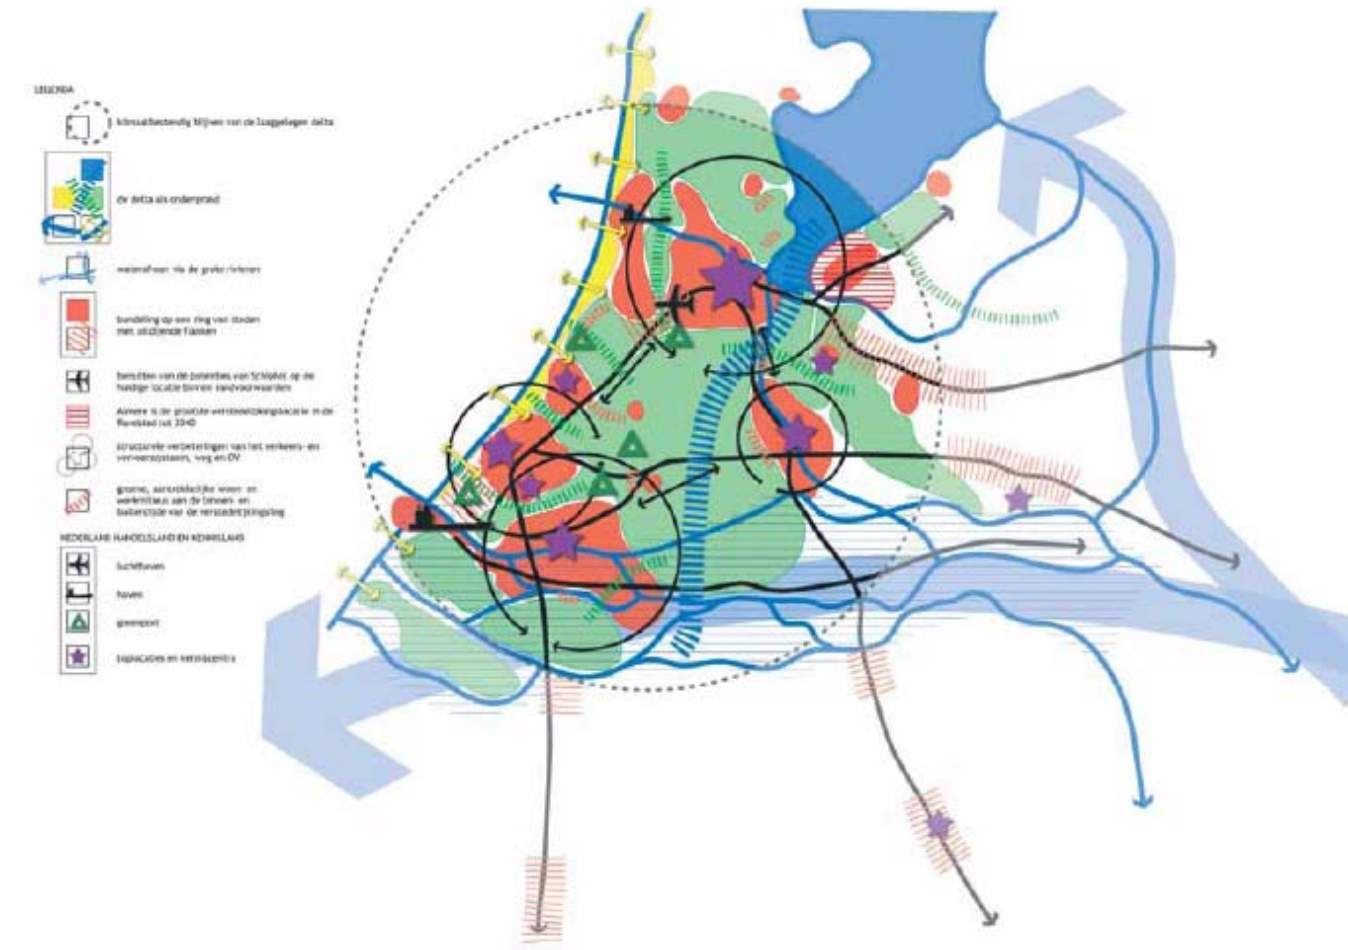 LEGENDA
klimaatbestendig blijven van de laaggelegen delta
de delta als ondergrond
waterafvoer via de grote rivieren
bundeling op een ring van steden
met uitdijende flanken
benutten van de potenties van Schiphol op de
huidige locatie binnen randvoorwaarden
Almere is de grootste verstedelijkingslocatie in de
Randstad tot 2040
structurele verbeteringen van het verkeers- en
vervoerssysteem, weg en OV
groene, aantrekkelijke woon- en
werkmilieus aan de binnen- en
buitenzijde van de verstedelijkingsring
NEDERLAND HANDELSLAND EN KENNISLAND
luchthaven
haven
greenport
toplocaties en kenniscentra